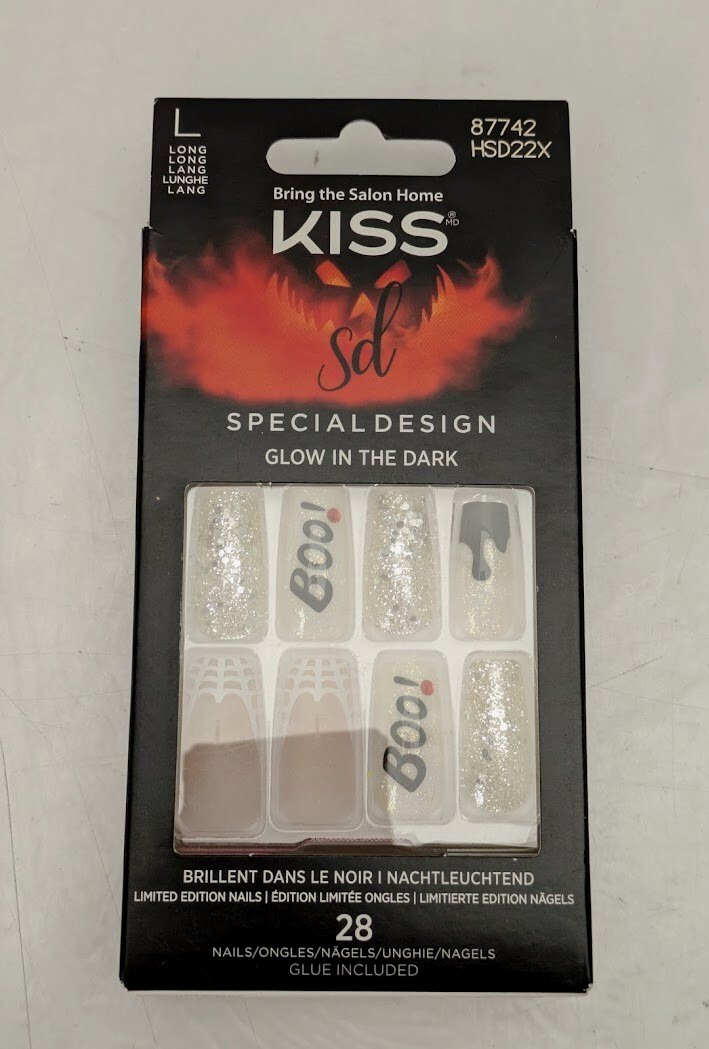 L
LONG
LONG
LANG
LUNGHE
LANG
87742
HSD22X
Bring the Salon Home
KISS®
MD
sd
SPECIAL DESIGN
GLOW IN THE DARK
BOO!
BOO!
BRILLENT DANS LE NOIR I NACHTLEUCHTEND
LIMITED EDITION NAILS | ÉDITION LIMITÉE ONGLES | LIMITIERTE EDITION NÄGELS
28
NAILS/ONGLES/NÄGELS/UNGHIE/NAGELS
GLUE INCLUDED